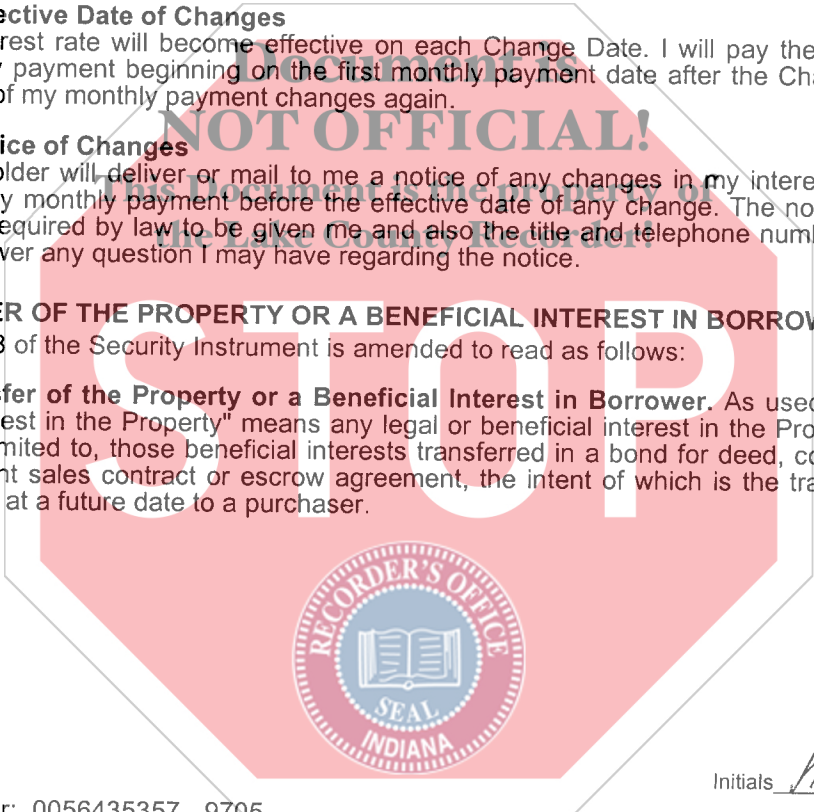 ective Date of Changes
rest rate will become effective on each Change Date. I will pay the
payment beginning on the first monthly payment date after the Cha
of my monthly payment changes again.
Document is
NOT OFFICIAL!
This Document is the property of
the Lake County Recorder!
ice of Changes
older will deliver or mail to me a notice of any changes in my intere
y monthly payment before the effective date of any change. The no
equired by law to be given me and also the title and telephone num
ver any question I may have regarding the notice.
ER OF THE PROPERTY OR A BENEFICIAL INTEREST IN BORROW
of the Security Instrument is amended to read as follows:
fer of the Property or a Beneficial Interest in Borrower. As used
est in the Property" means any legal or beneficial interest in the Pro
mited to, those beneficial interests transferred in a bond for deed, co
nt sales contract or escrow agreement, the intent of which is the tra
at a future date to a purchaser.
STOP
RECORDER'S OFFICE
SEAL
INDIANA
Initials
r: 0056435357 - 9705